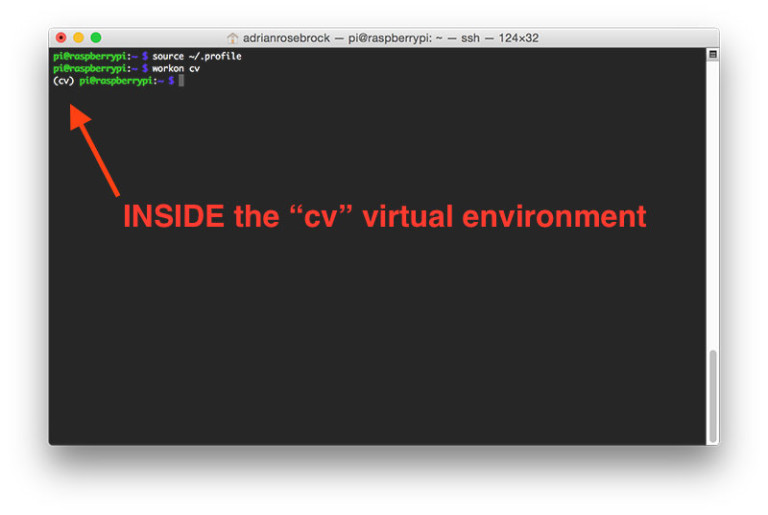 adrianrosebrock — pi@raspberrypi: ~ — ssh — 124×32
pi@raspberrypi:~ $ source ~/.profile
pi@raspberrypi:~ $ workon cv
(cv) pi@raspberrypi:~ $
INSIDE the “cv” virtual environment